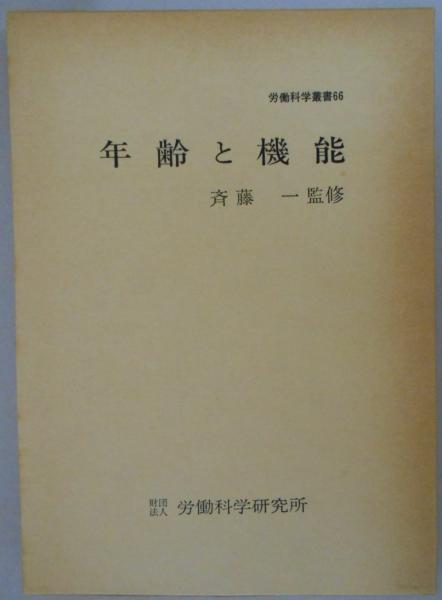 労働科学叢書66
年齢と機能
斉藤 一監修
財団法人 労働科学研究所